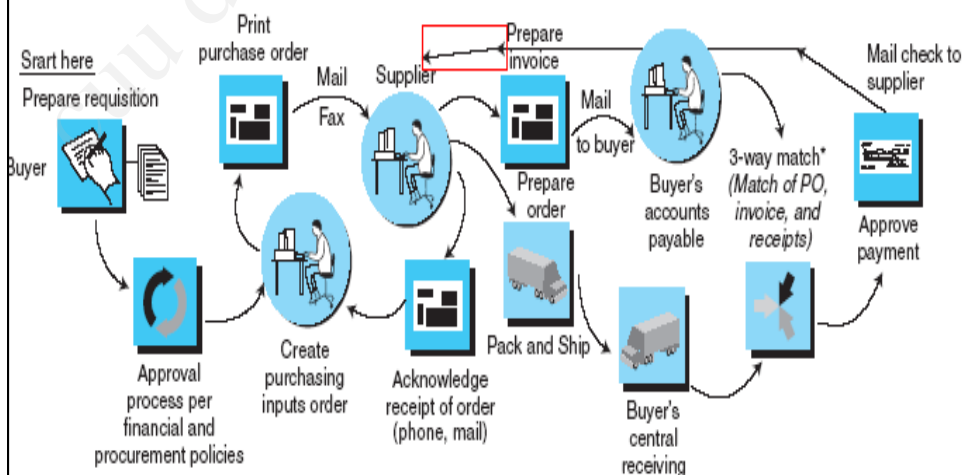 Srart here
Prepare requisition
Buyer
Approval
process per
financial and
procurement policies
Print
purchase order
Create
purchasing
inputs order
Mail
Fax
Supplier
Acknowledge
receipt of order
(phone, mail)
Prepare
invoice
Prepare
order
Pack and Ship
Mail
to buyer
Buyer's
central
receiving
Buyer's
accounts
payable
3-way match*
(Match of PO,
invoice, and
receipts)
Mail check to
supplier
Approve
payment